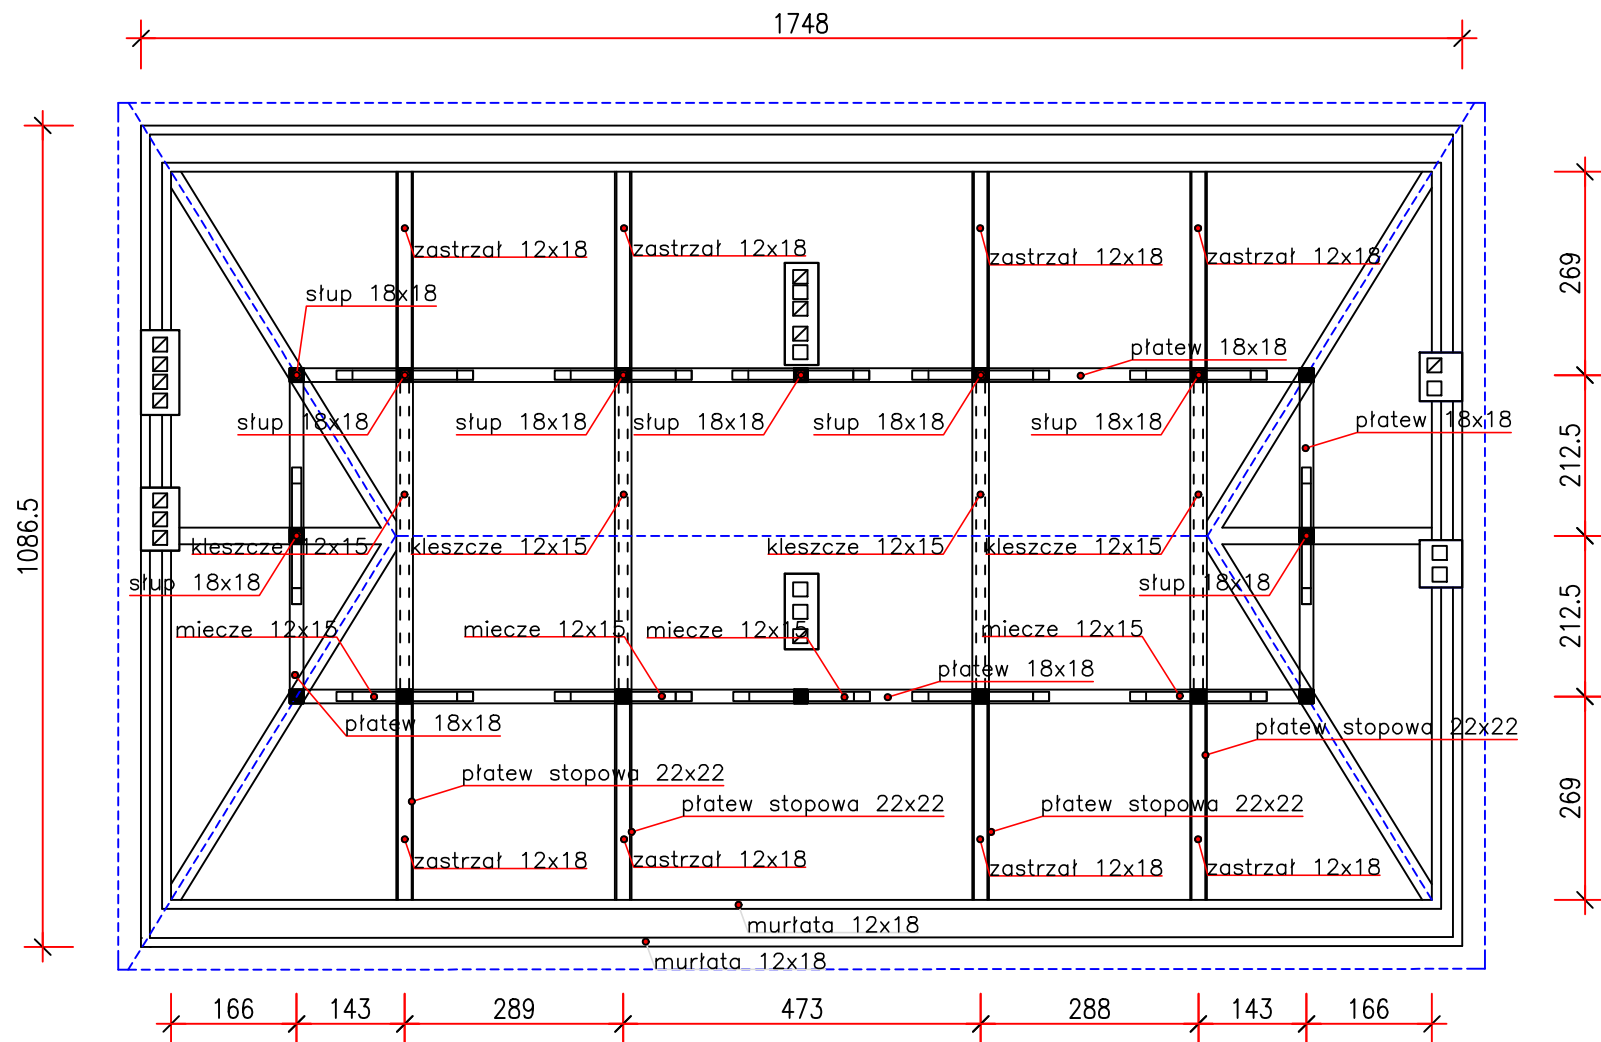 1748
zastrzał 12x18
zastrzał 12x18
zastrzał 12x18
zastrzał 12x18
269
słup 18x18
płatew 18x18
słup 18x18
słup 18x18
słup 18x18
słup 18x18
słup 18x18
płatew 18x18
212.5
1086.5
kleszcze 12x15
kleszcze 12x15
kleszcze 12x15
kleszcze 12x15
słup 18x18
słup 18x18
212.5
miecze 12x15
miecze 12x15
miecze 12x15
miecze 12x15
płatew 18x18
płatew 18x18
płatew stopowa 22x22
płatew stopowa 22x22
płatew stopowa 22x22
płatew stopowa 22x22
269
zastrzał 12x18
zastrzał 12x18
zastrzał 12x18
zastrzał 12x18
murłata 12x18
murłata 12x18
166
143
289
473
288
143
166